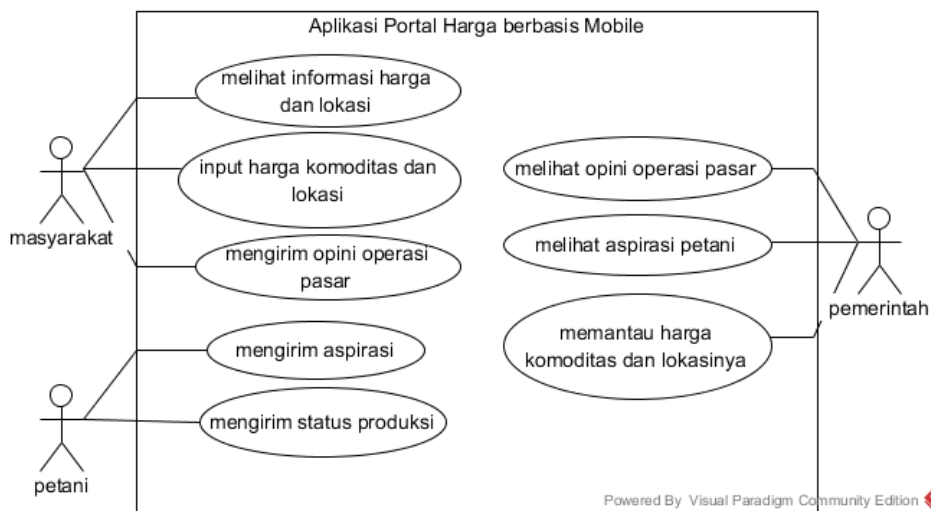 Aplikasi Portal Harga berbasis Mobile
melihat informasi harga
dan lokasi
input harga komoditas dan
lokasi
masyarakat
mengirim opini operasi
pasar
mengirim aspirasi
mengirim status produksi
petani
melihat opini operasi pasar
melihat aspirasi petani
memantau harga
komoditas dan lokasinya
pemerintah
Powered By Visual Paradigm Community Edition